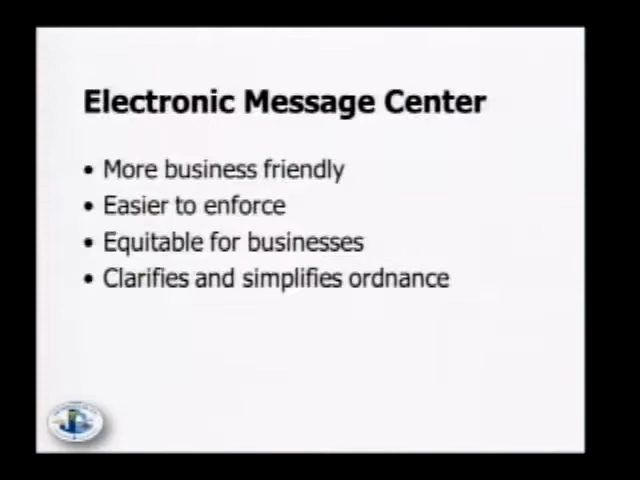 Electronic Message Center
• More business friendly
• Easier to enforce
• Equitable for businesses
• Clarifies and simplifies ordnance